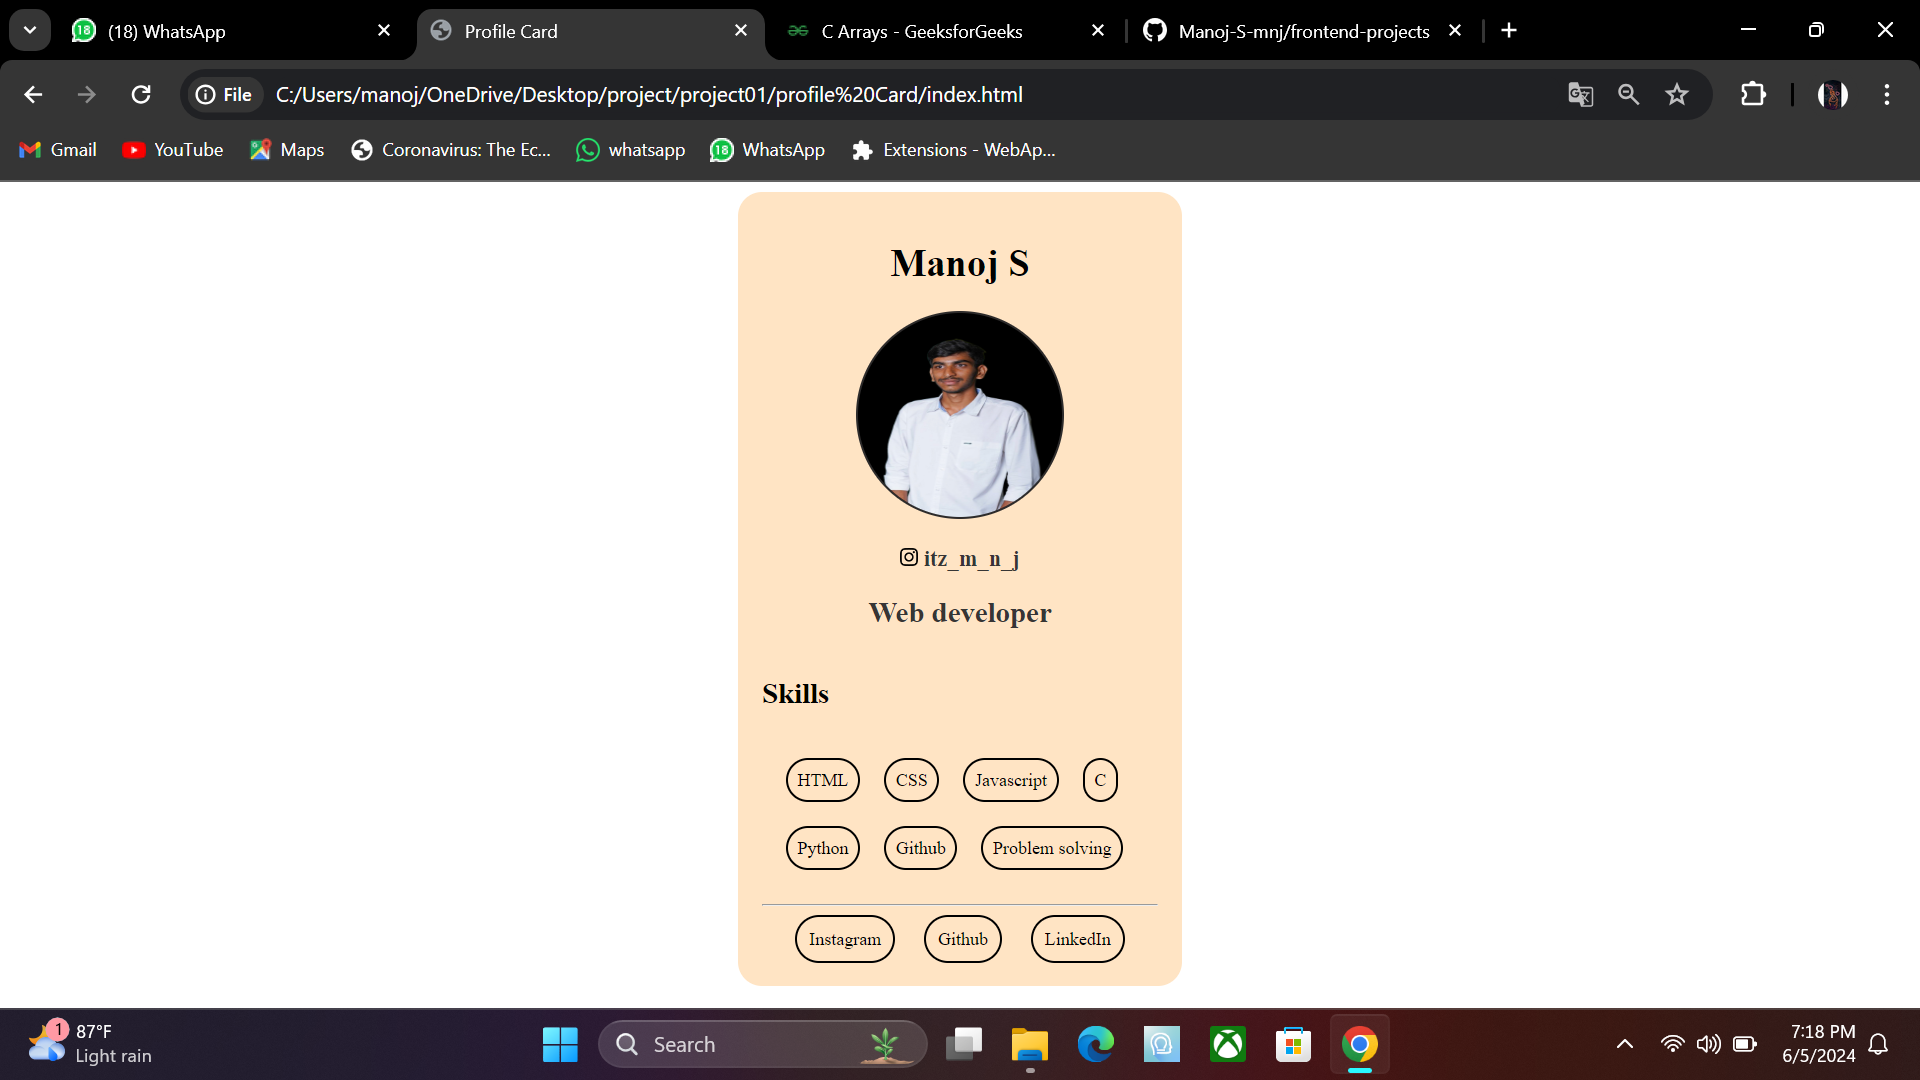 18 (18) WhatsApp
Profile Card
C Arrays - GeeksforGeeks
Manoj-S-mnj/frontend-projects
File C:/Users/manoj/OneDrive/Desktop/project/project01/profile%20Card/index.html
Gmail YouTube Maps Coronavirus: The Ec... whatsapp 18 WhatsApp Extensions - WebAp...
Manoj S
itz_m_n_j
Web developer
Skills
HTML CSS Javascript C
Python Github Problem solving
Instagram Github LinkedIn
1 87°F
Light rain
Search
7:18 PM
6/5/2024